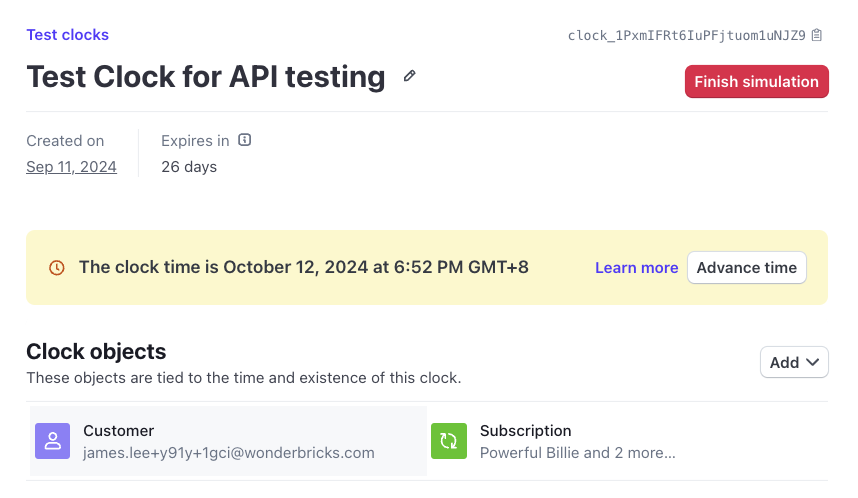 Test clocks
clock_1PxmIFRt6IuPFjtuom1uNJZ9
Test Clock for API testing
Finish simulation
Created on
Expires in
Sep 11, 2024
26 days
The clock time is October 12, 2024 at 6:52 PM GMT+8
Learn more
Advance time
Clock objects
These objects are tied to the time and existence of this clock.
Add
Customer
james.lee+y91y+1gci@wonderbricks.com
Subscription
Powerful Billie and 2 more...